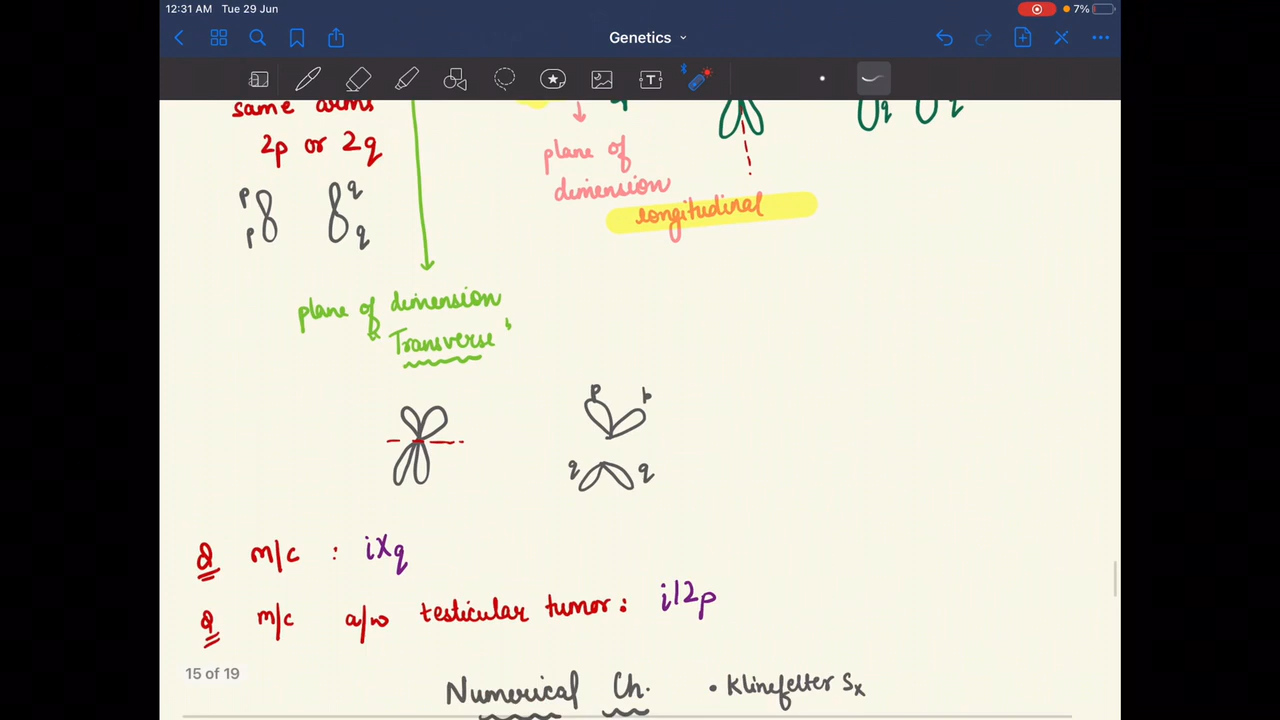 12:31 AM Tue 29 Jun
7%
Genetics
same arms
2p or 2q
p
p
q
q
plane of
dimension
longitudinal
q
q
plane of dimension
Transverse
p
p
q
q
Q m/c : iXq
Q m/c a/w testicular tumor : i12p
15 of 19
Numerical Ch.
• Klinefelter Sx